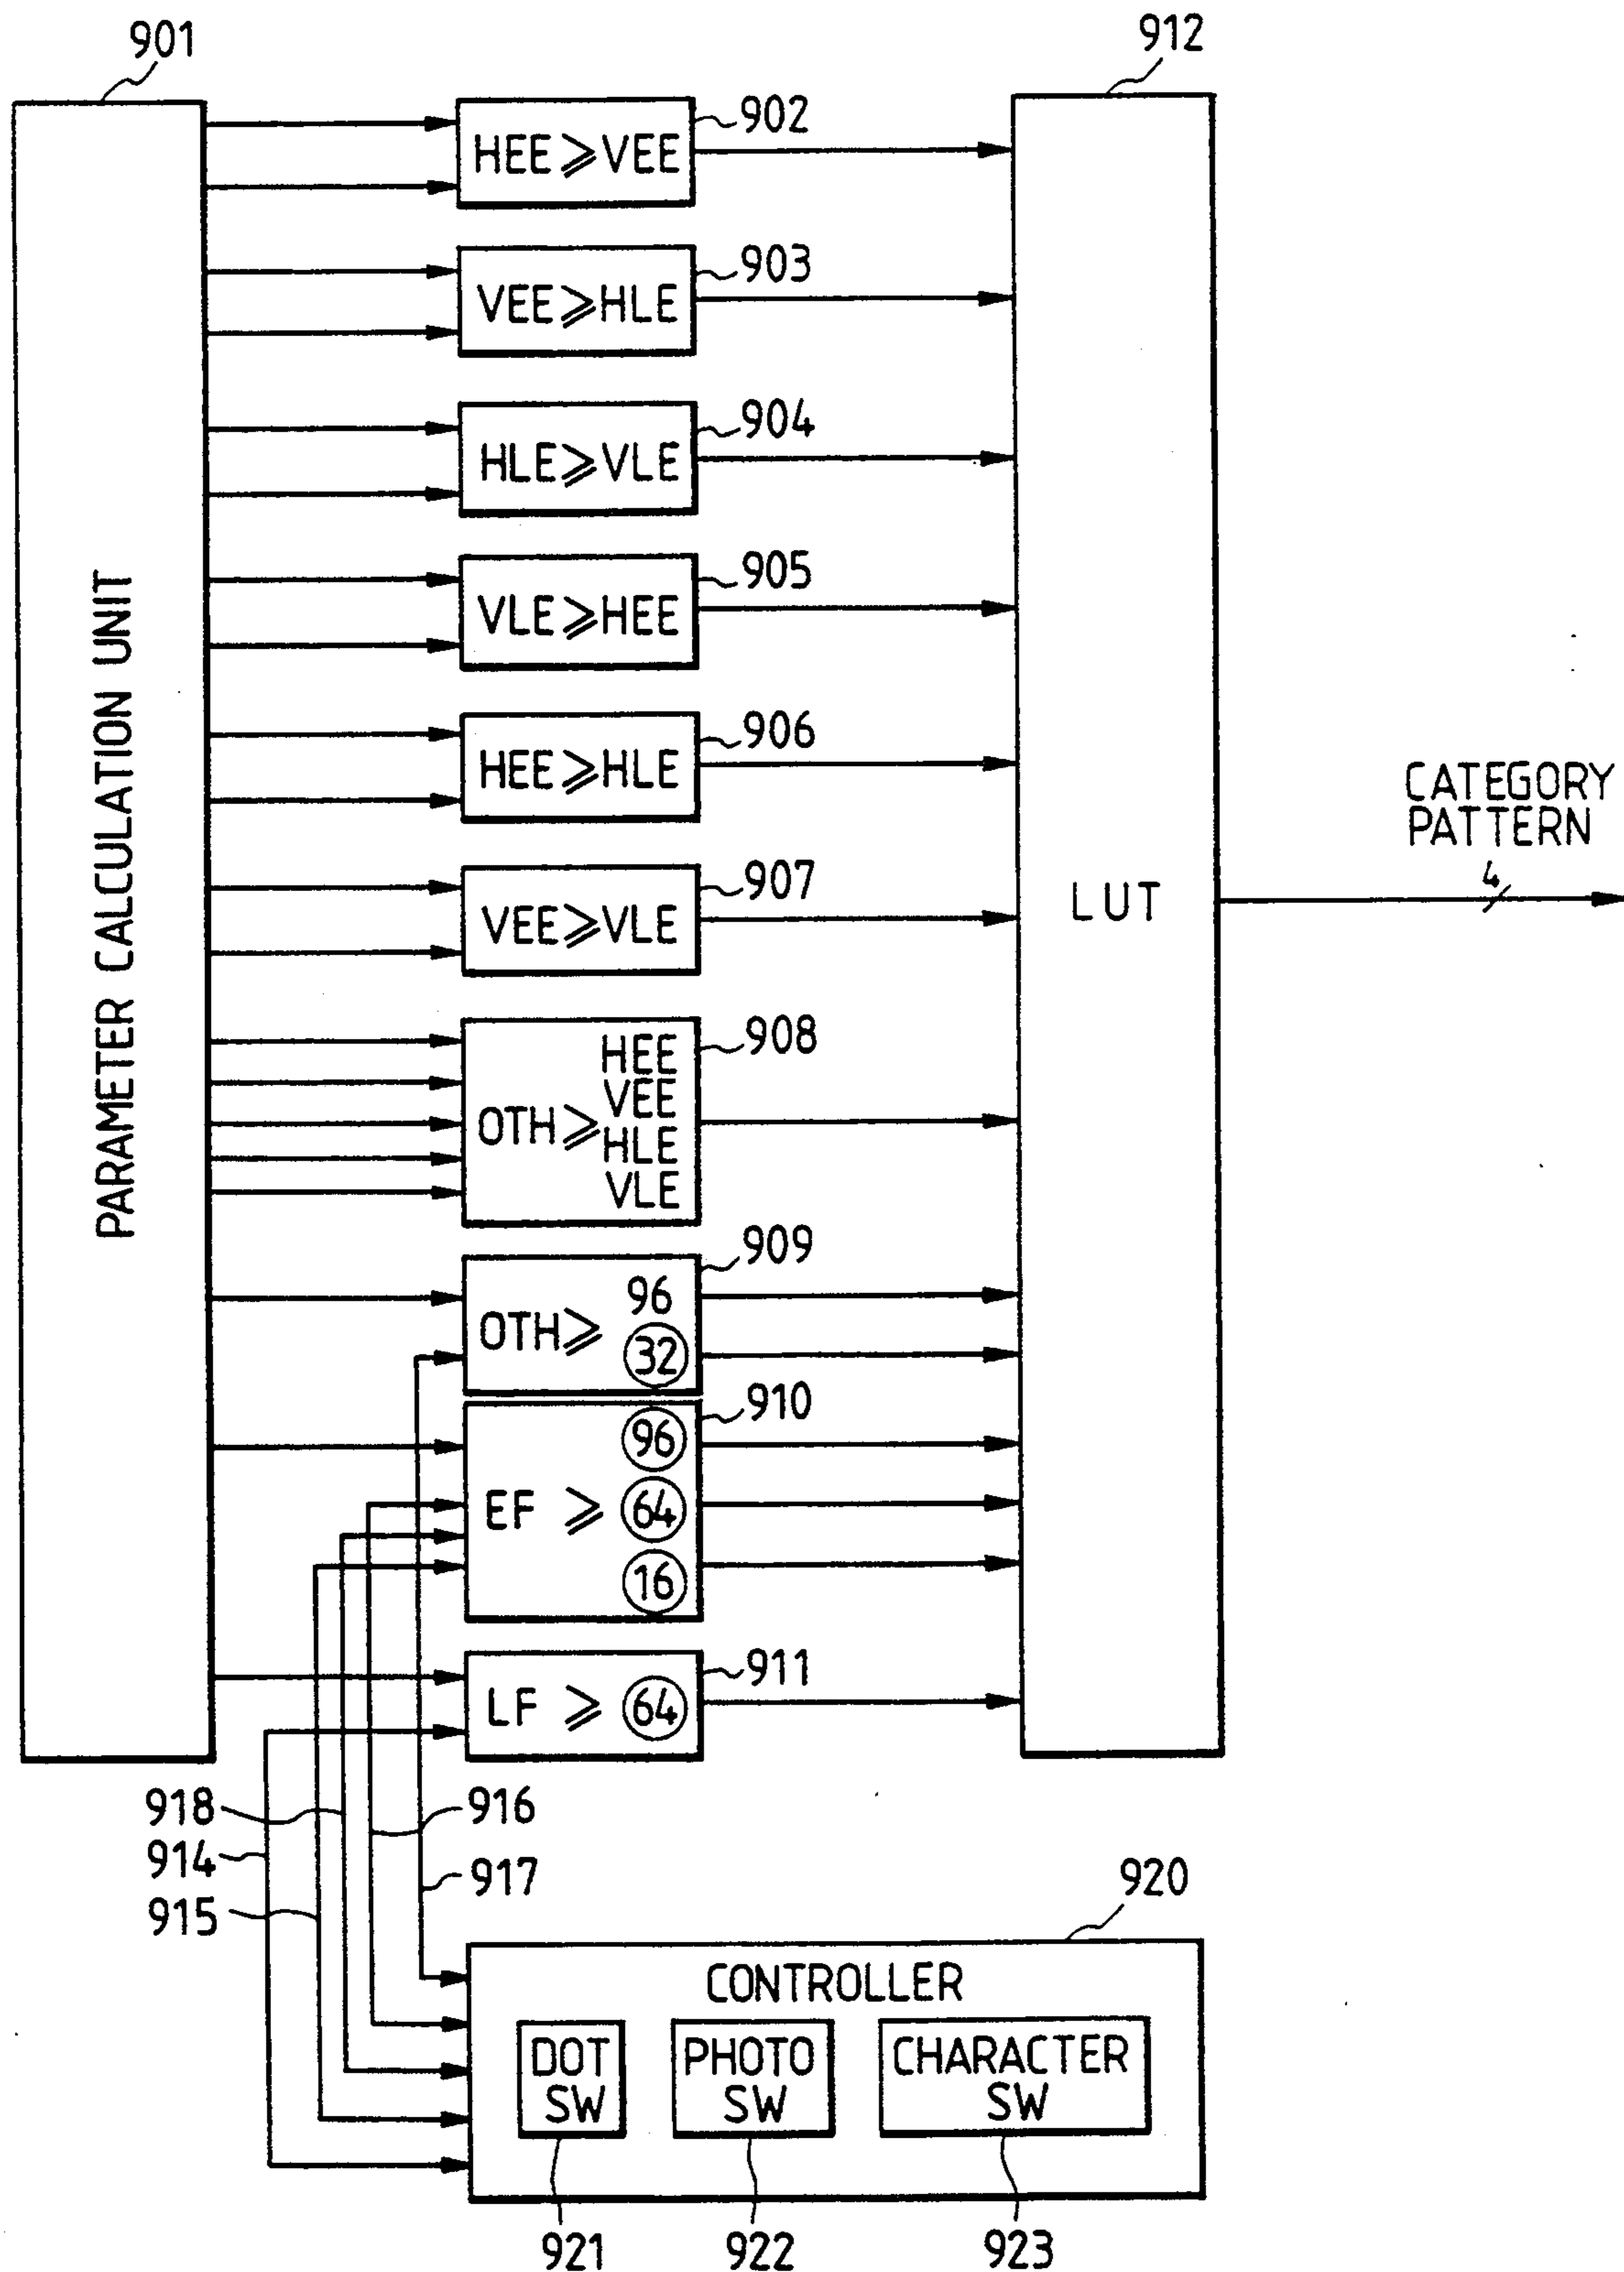 901
912
902
HEE ≥ VEE
903
VEE ≥ HLE
904
HLE ≥ VLE
905
VLE ≥ HEE
906
HEE ≥ HLE
907
VEE ≥ VLE
908
OTH ≥
HEE
VEE
HLE
VLE
909
OTH ≥
96
32
910
EF ≥
96
64
16
911
LF ≥ 64
PARAMETER CALCULATION UNIT
LUT
CATEGORY
PATTERN
4
918
916
914
917
915
920
CONTROLLER
DOT
SW
PHOTO
SW
CHARACTER
SW
921
922
923